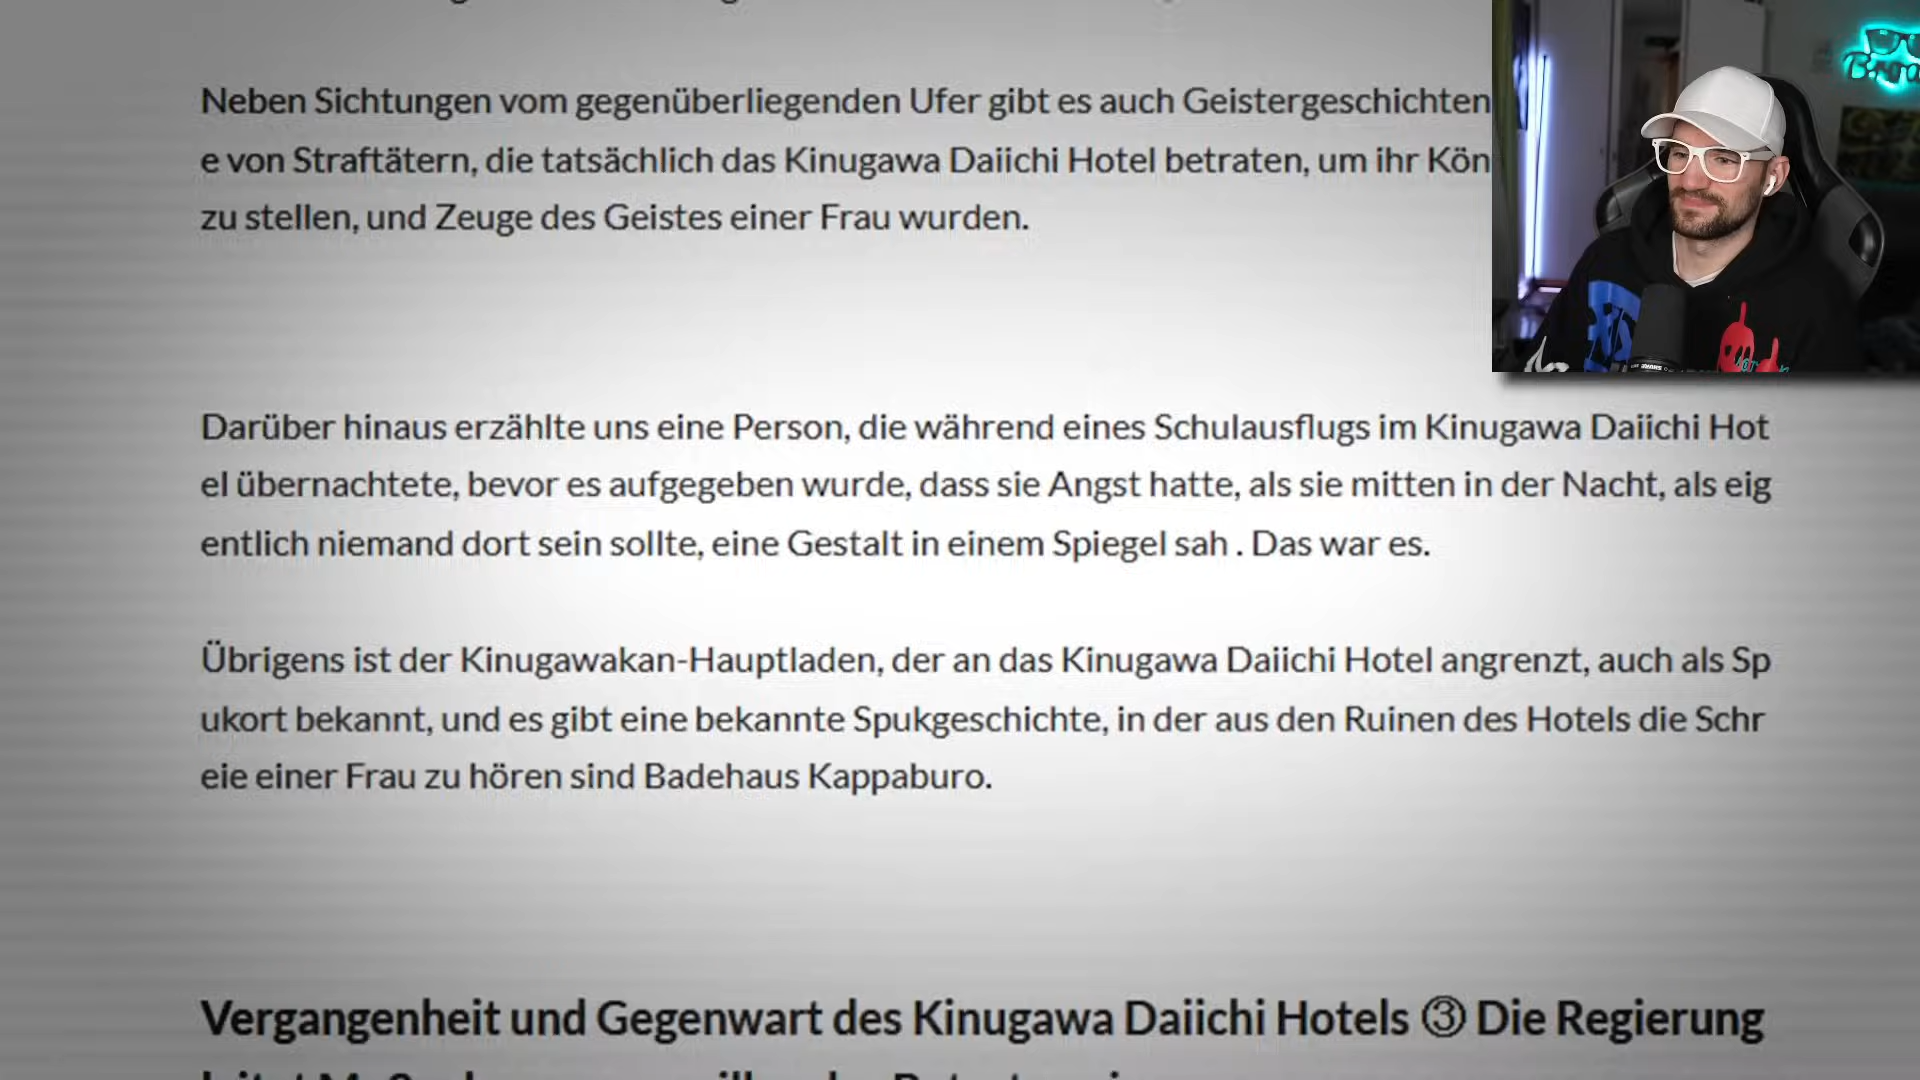 Neben Sichtungen vom gegenüberliegenden Ufer gibt es auch Geistergeschichten
e von Straftätern, die tatsächlich das Kinugawa Daiichi Hotel betraten, um ihr Kön
zu stellen, und Zeuge des Geistes einer Frau wurden.
Darüber hinaus erzählte uns eine Person, die während eines Schulausflugs im Kinugawa Daiichi Hot
el übernachtete, bevor es aufgegeben wurde, dass sie Angst hatte, als sie mitten in der Nacht, als eig
entlich niemand dort sein sollte, eine Gestalt in einem Spiegel sah . Das war es.
Übrigens ist der Kinugawakan-Hauptladen, der an das Kinugawa Daiichi Hotel angrenzt, auch als Sp
ukort bekannt, und es gibt eine bekannte Spukgeschichte, in der aus den Ruinen des Hotels die Schr
eie einer Frau zu hören sind Badehaus Kappaburo.
Vergangenheit und Gegenwart des Kinugawa Daiichi Hotels ③ Die Regierung